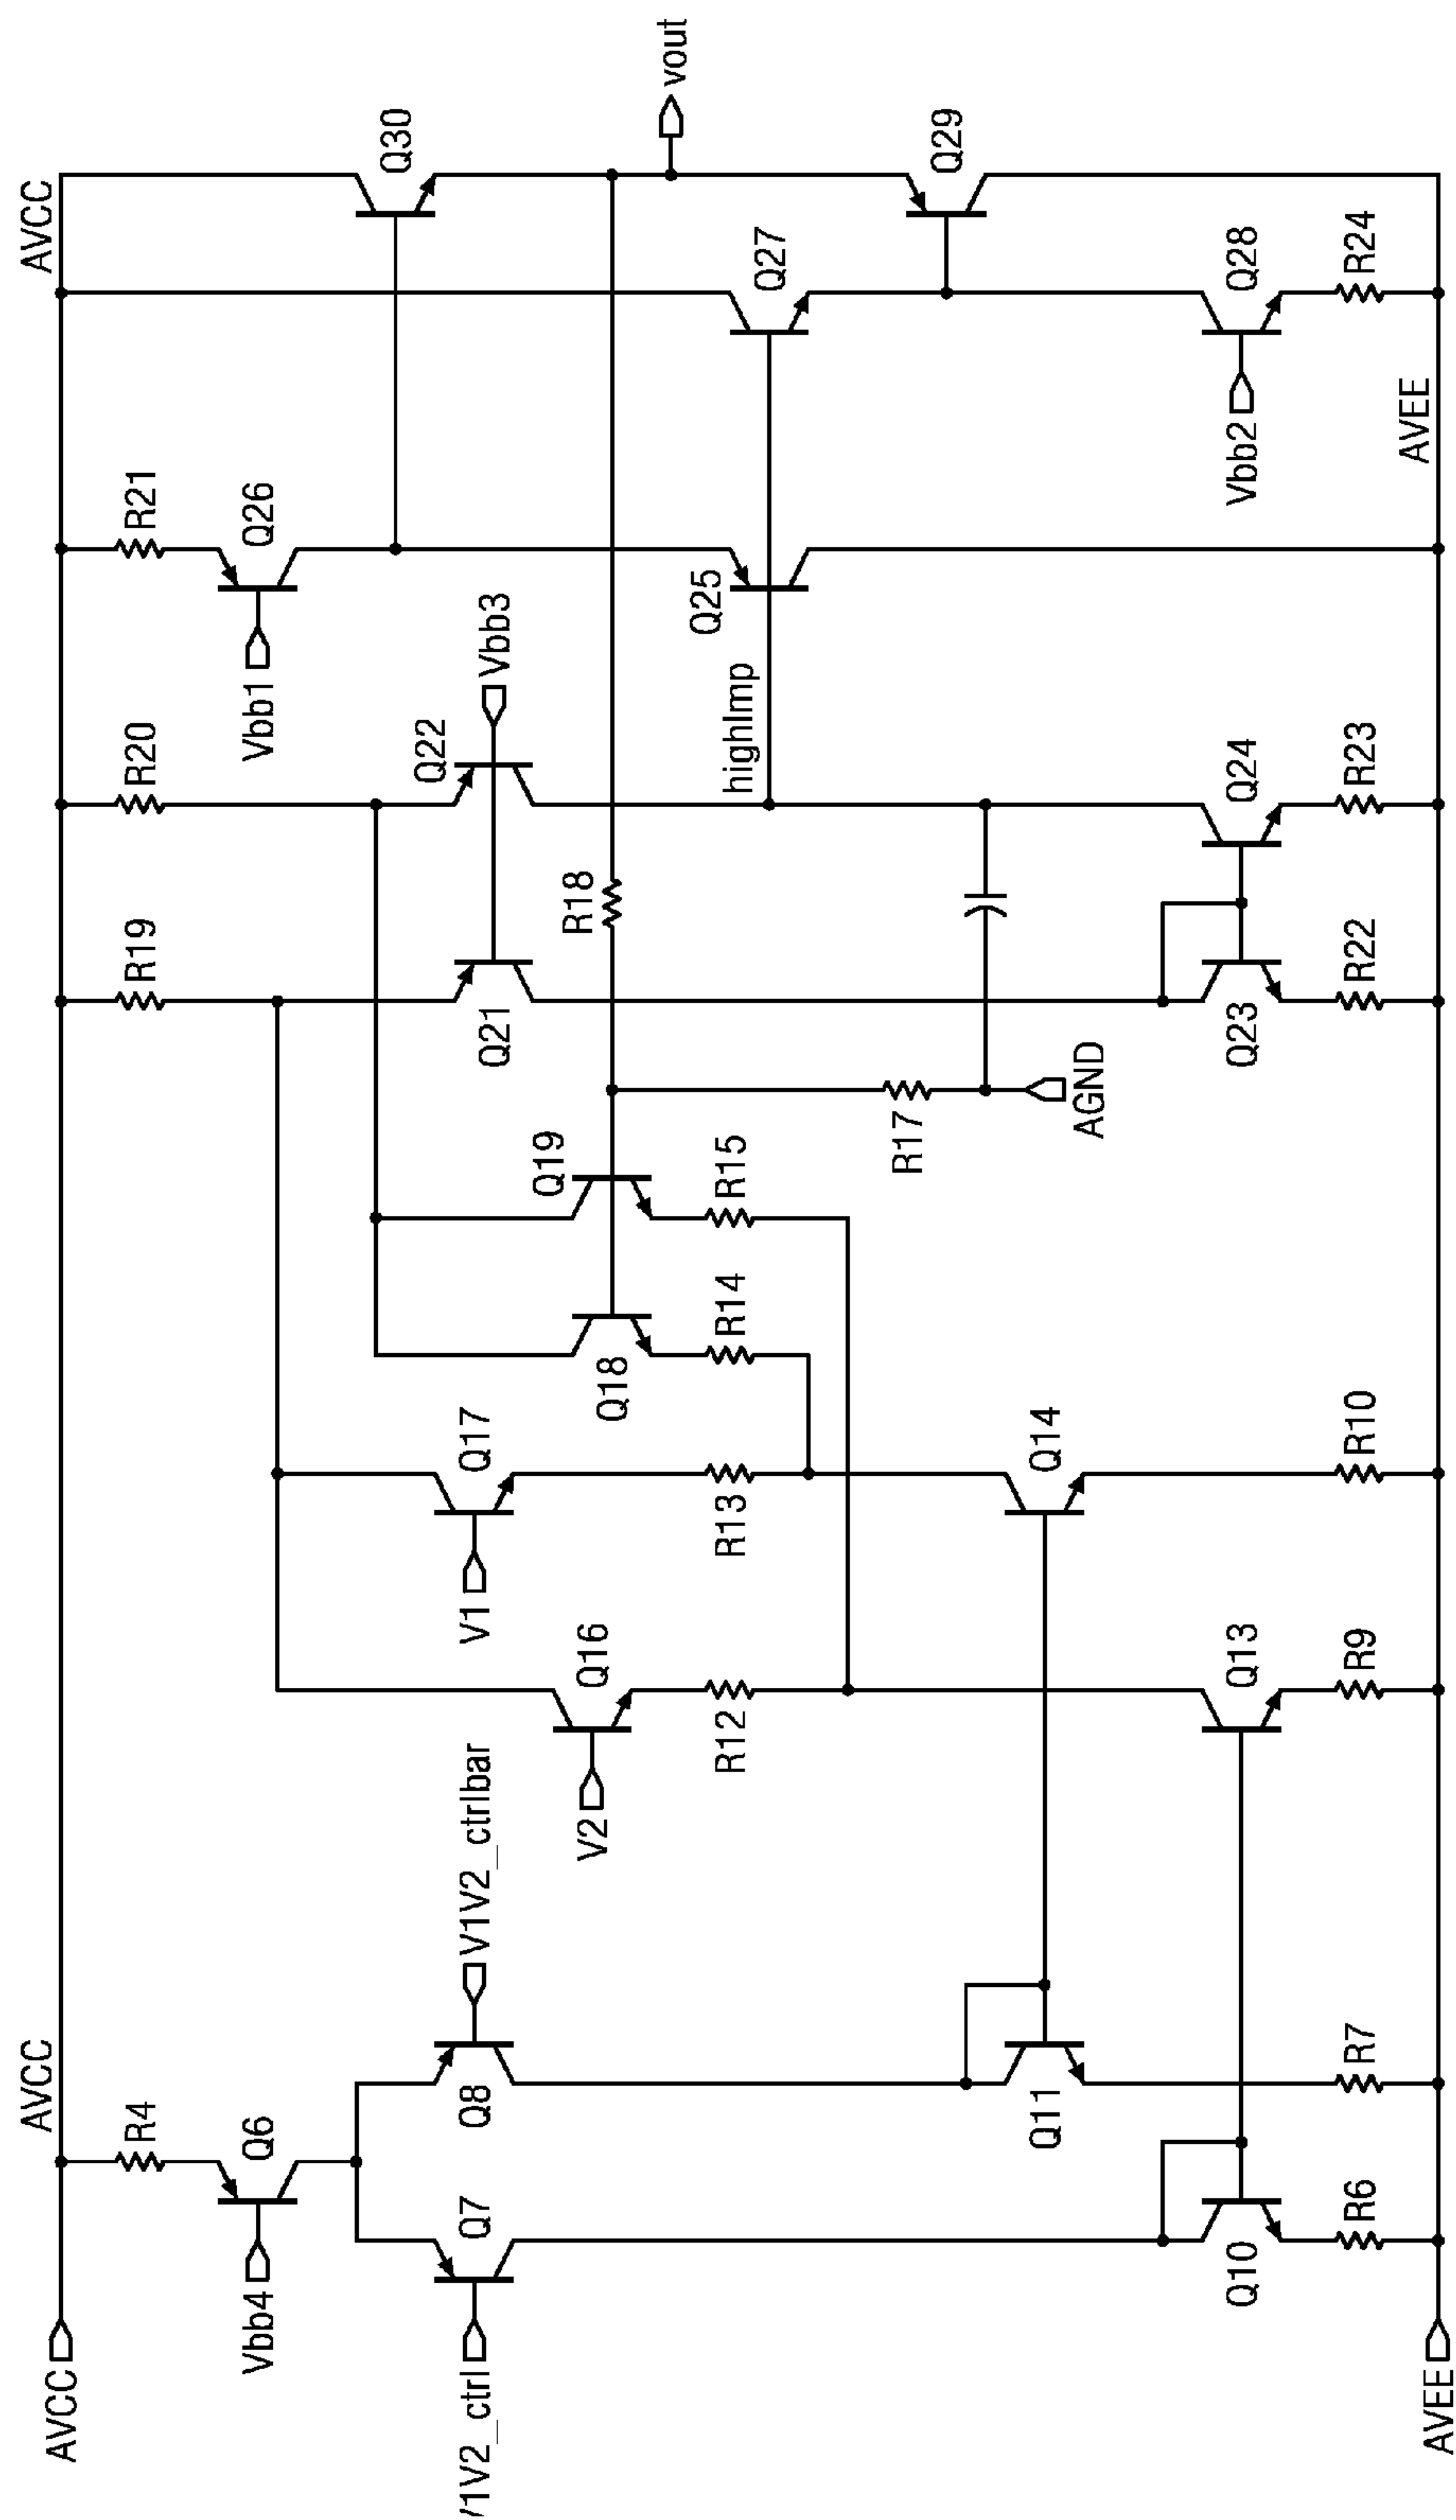 AVCC
AVCC
AVCC
R4
R19
R20
R21
Vbb4
Q6
Vbb1
Q26
Q30
V1V2_ctrl
Q7
Q8
V1V2_ctrlbar
V1
Q17
Q21
Q22
Vbb3
V2
Q16
Q18
Q19
R18
vout
R12
R13
R14
R15
highImp
Q25
Q27
R17
Q29
Q11
Q14
AGND
Q10
Q13
Q23
Q24
Vbb2
Q28
R6
R7
R9
R10
R22
R23
R24
AVEE
AVEE